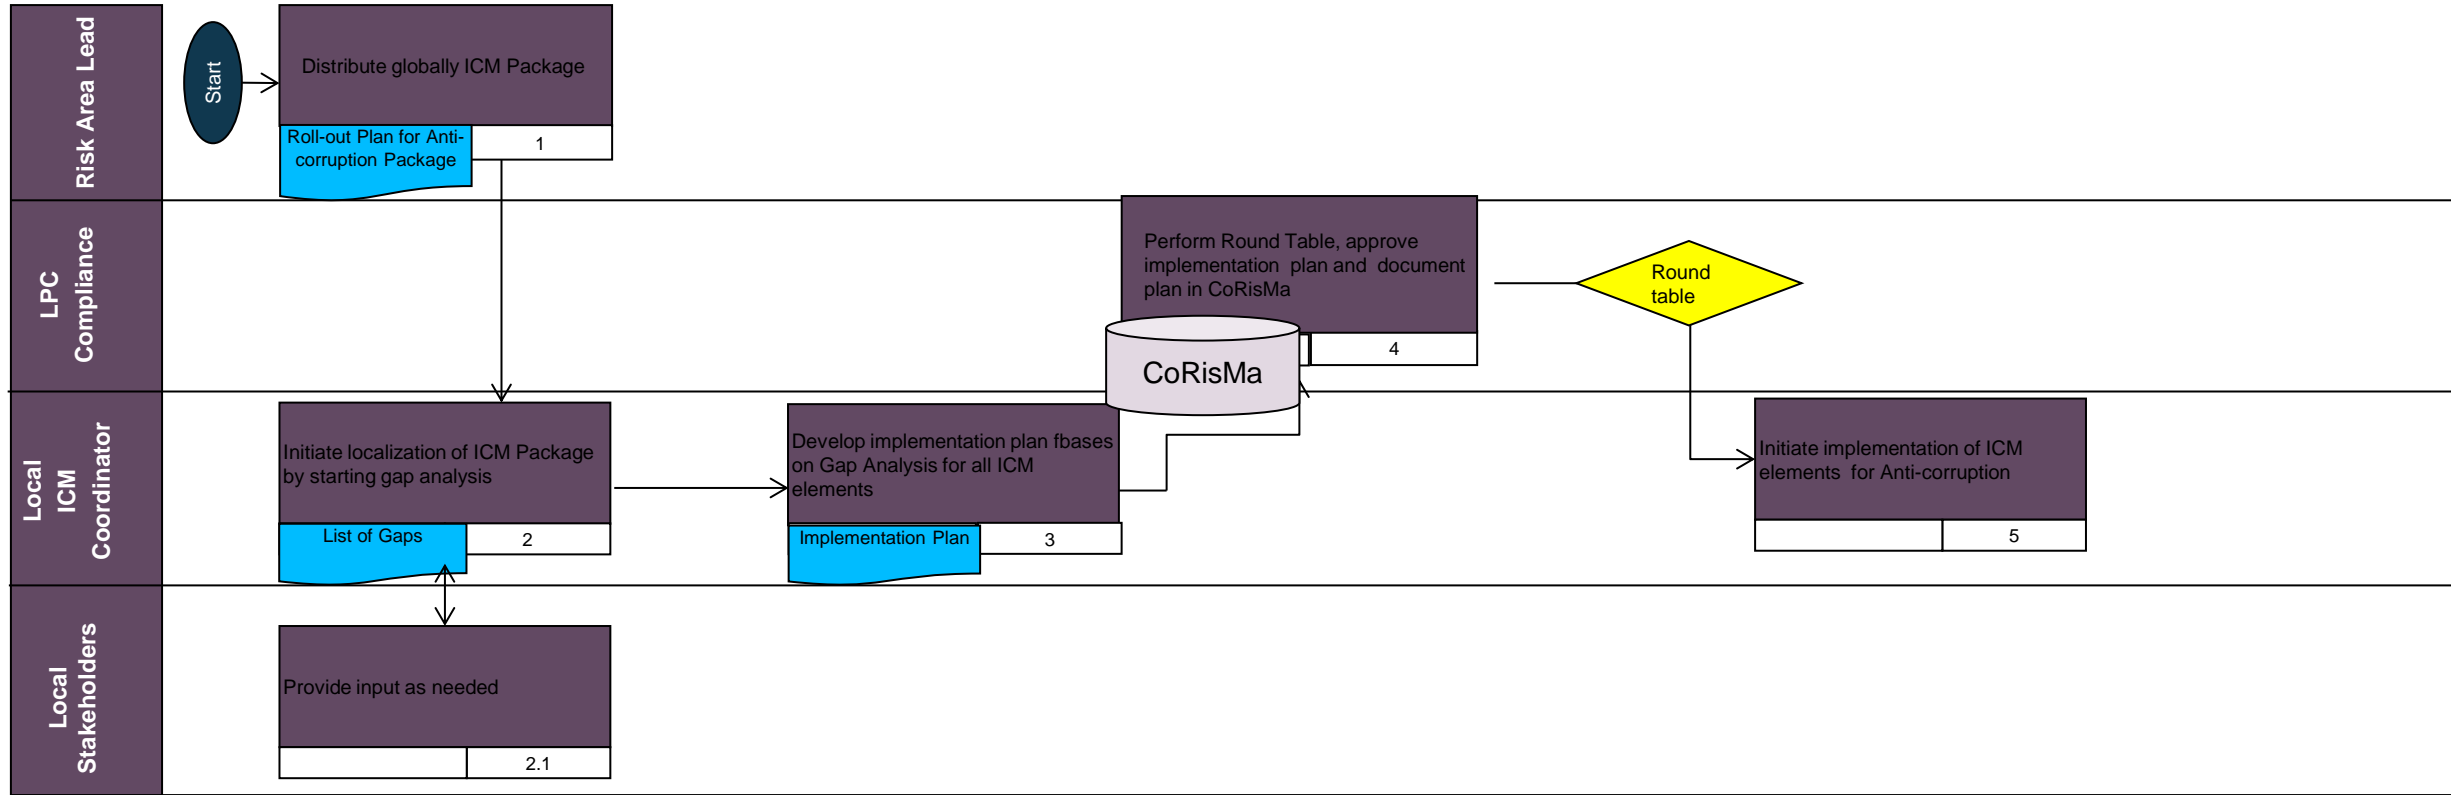 Risk Area Lead
Start
Distribute globally ICM Package
Roll-out Plan for Anti-
corruption Package
1
LPC
Compliance
Perform Round Table, approve
implementation plan and document
plan in CoRisMa
4
CoRisMa
Round
table
Local
ICM
Coordinator
Initiate localization of ICM Package
by starting gap analysis
List of Gaps
2
Develop implementation plan fbases
on Gap Analysis for all ICM
elements
Implementation Plan
3
Initiate implementation of ICM
elements for Anti-corruption
5
Local
Stakeholders
Provide input as needed
2.1